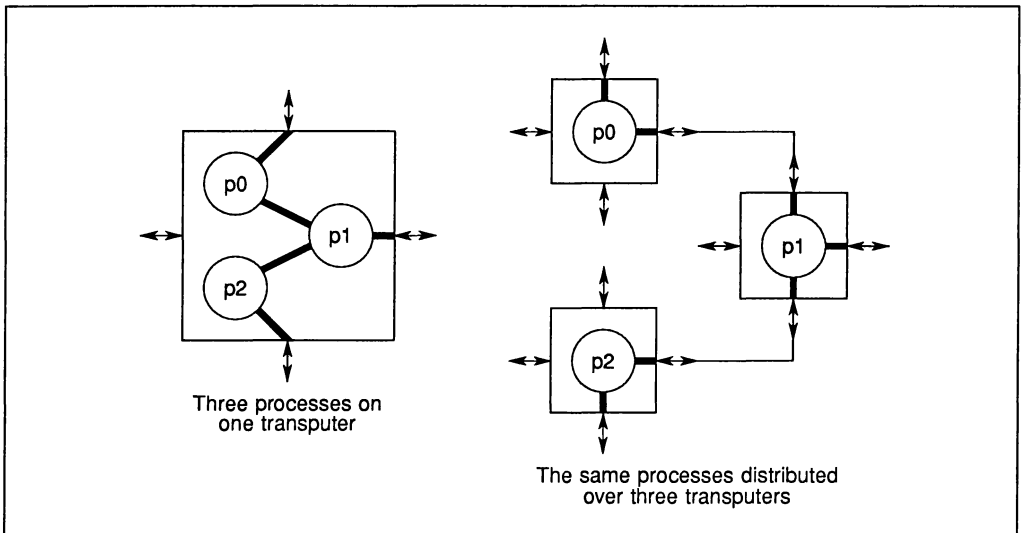 p0
p1
p2
Three processes on
one transputer
p0
p1
p2
The same processes distributed
over three transputers